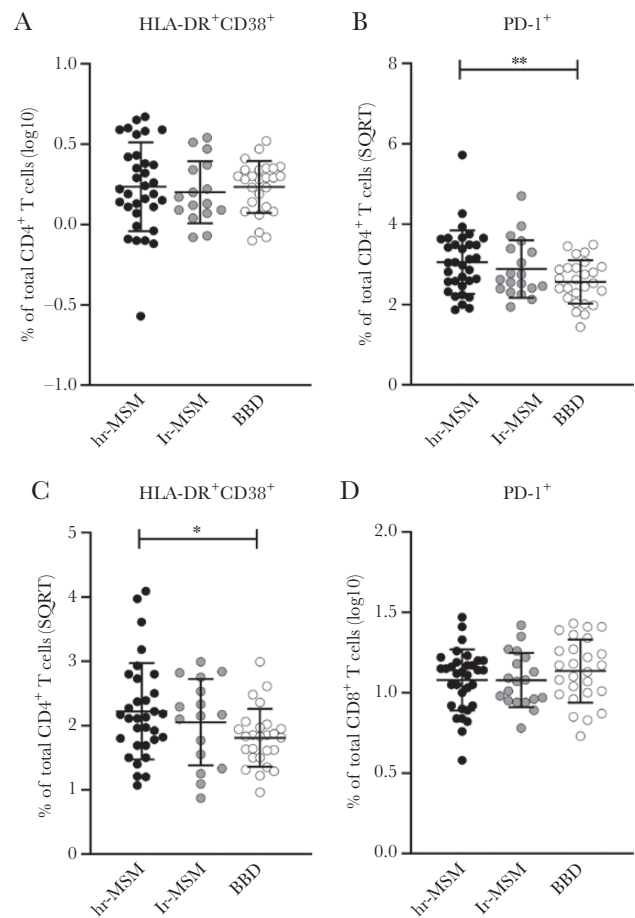 A
HLA-DR+CD38+
% of total CD4+ T cells (log10)
1.0
0.5
0.0
–0.5
–1.0
hr-MSM
Ir-MSM
BBD
B
PD-1+
**
% of total CD4+ T cells (SQRT)
8
6
4
2
0
hr-MSM
Ir-MSM
BBD
C
HLA-DR+CD38+
*
% of total CD4+ T cells (SQRT)
5
4
3
2
1
0
hr-MSM
Ir-MSM
BBD
D
PD-1+
% of total CD8+ T cells (log10)
2.0
1.5
1.0
0.5
0.0
hr-MSM
Ir-MSM
BBD